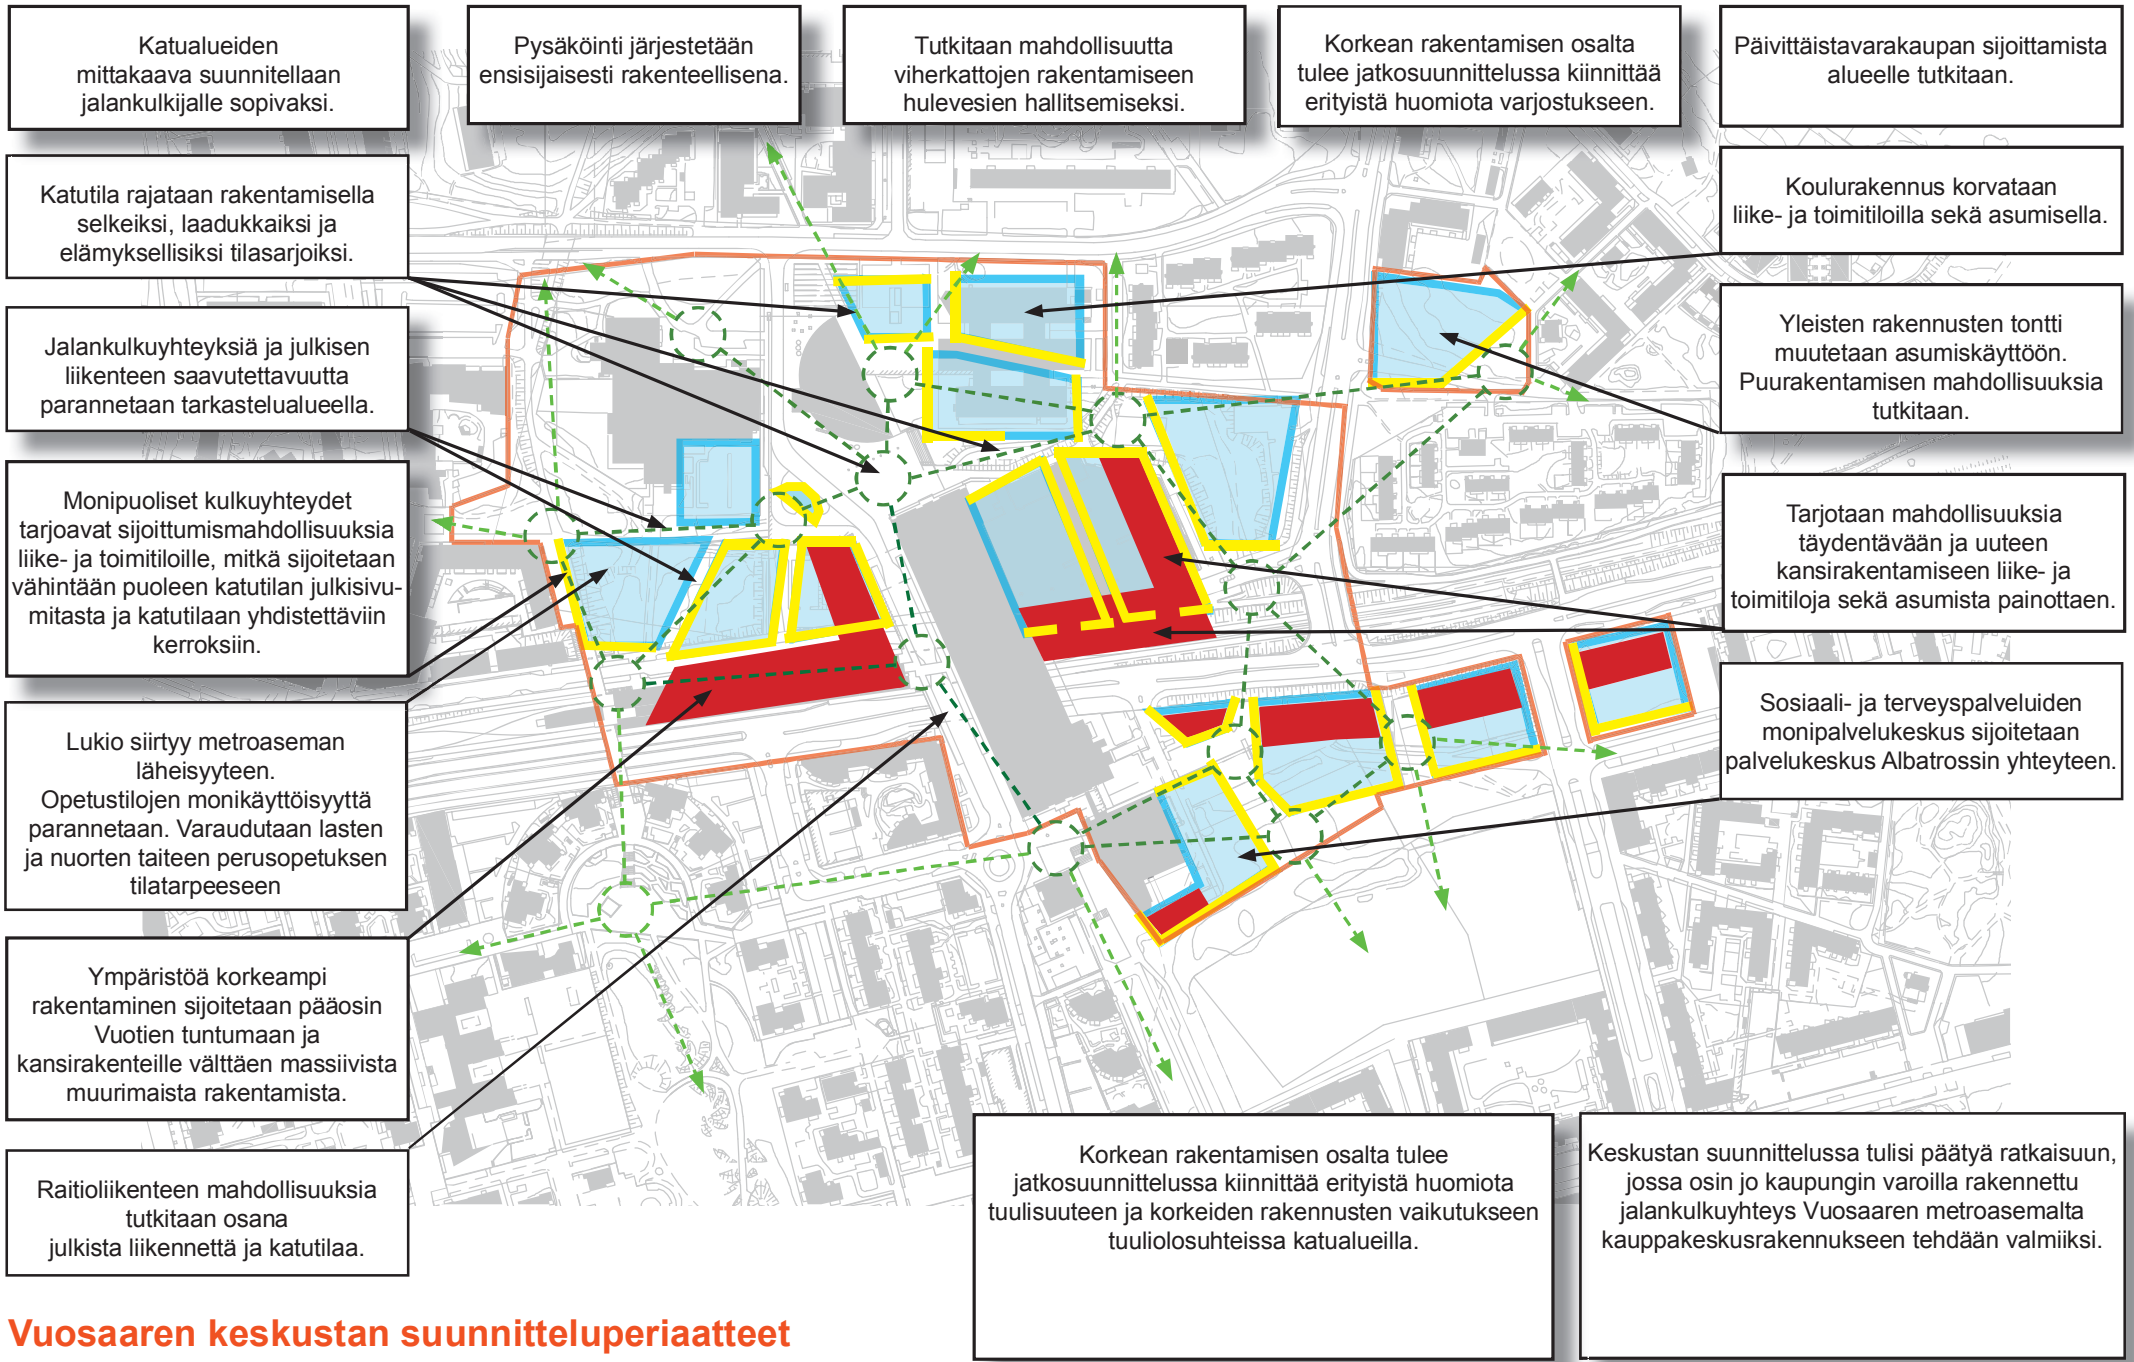 Katualueiden
mittakaava suunnitellaan
jalankulkijalle sopivaksi.
Pysäköinti järjestetään
ensisijaisesti rakenteellisena.
Tutkitaan mahdollisuutta
viherkattojen rakentamiseen
hulevesien hallitsemiseksi.
Korkean rakentamisen osalta
tulee jatkosuunnittelussa kiinnittää
erityistä huomiota varjostukseen.
Päivittäistavarakaupan sijoittamista
alueelle tutkitaan.
Katutila rajataan rakentamisella
selkeiksi, laadukkaiksi ja
elämyksellisiksi tilasarjoiksi.
Koulurakennus korvataan
liike- ja toimitiloilla sekä asumisella.
Jalankulkuyhteyksiä ja julkisen
liikenteen saavutettavuutta
parannetaan tarkastelualueella.
Yleisten rakennusten tontti
muutetaan asumiskäyttöön.
Puurakentamisen mahdollisuuksia
tutkitaan.
Monipuoliset kulkuyhteydet
tarjoavat sijoittumismahdollisuuksia
liike- ja toimitiloille, mitkä sijoitetaan
vähintään puoleen katutilan julkisivu-
mitasta ja katutilaan yhdistettäviin
kerroksiin.
Tarjotaan mahdollisuuksia
täydentävään ja uuteen
kansirakentamiseen liike- ja
toimitiloja sekä asumista painottaen.
Lukio siirtyy metroaseman
läheisyyteen.
Opetustilojen monikäyttöisyyttä
parannetaan. Varaudutaan lasten
ja nuorten taiteen perusopetuksen
tilatarpeeseen
Sosiaali- ja terveyspalveluiden
monipalvelukeskus sijoitetaan
palvelukeskus Albatrossin yhteyteen.
Ympäristöä korkeampi
rakentaminen sijoitetaan pääosin
Vuotien tuntumaan ja
kansirakenteille välttäen massiivista
muurimaista rakentamista.
Raitioliikenteen mahdollisuuksia
tutkitaan osana
julkista liikennettä ja katutilaa.
Korkean rakentamisen osalta tulee
jatkosuunnittelussa kiinnittää erityistä huomiota
tuulisuuteen ja korkeiden rakennusten vaikutukseen
tuuliolosuhteissa katualueilla.
Keskustan suunnittelussa tulisi päätyä ratkaisuun,
jossa osin jo kaupungin varoilla rakennettu
jalankulkuyhteys Vuosaaren metroasemalta
kauppakeskusrakennukseen tehdään valmiiksi.
Vuosaaren keskustan suunnitteluperiaatteet